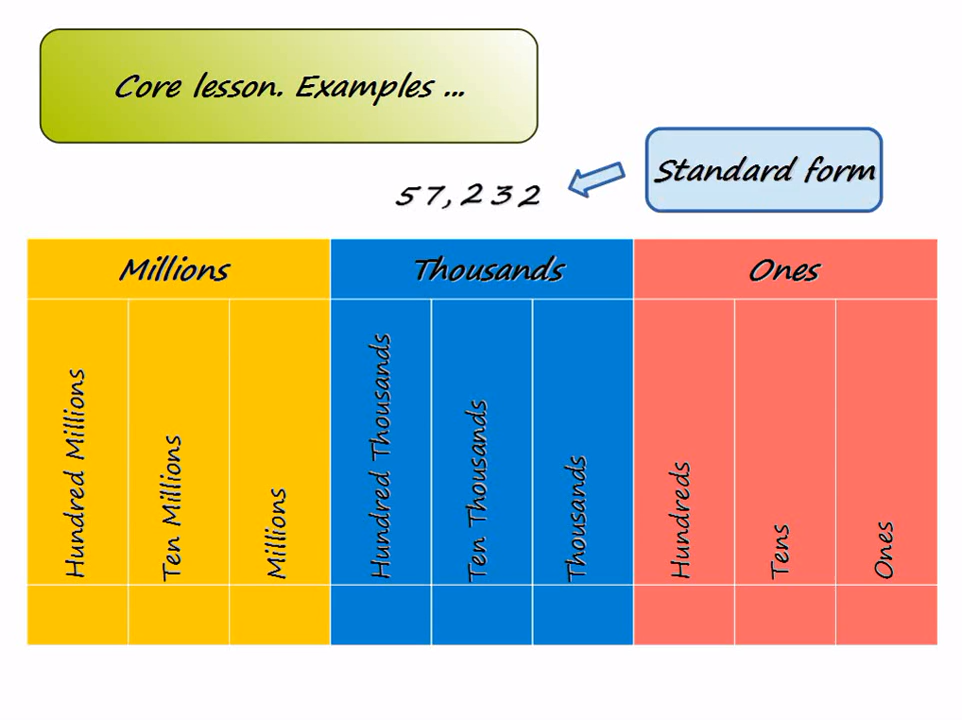 Core lesson. Examples ...
Standard form
57,232
Millions Thousands Ones
Hundred Millions
Ten Millions
Millions
Hundred Thousands
Ten Thousands
Thousands
Hundreds
Tens
Ones